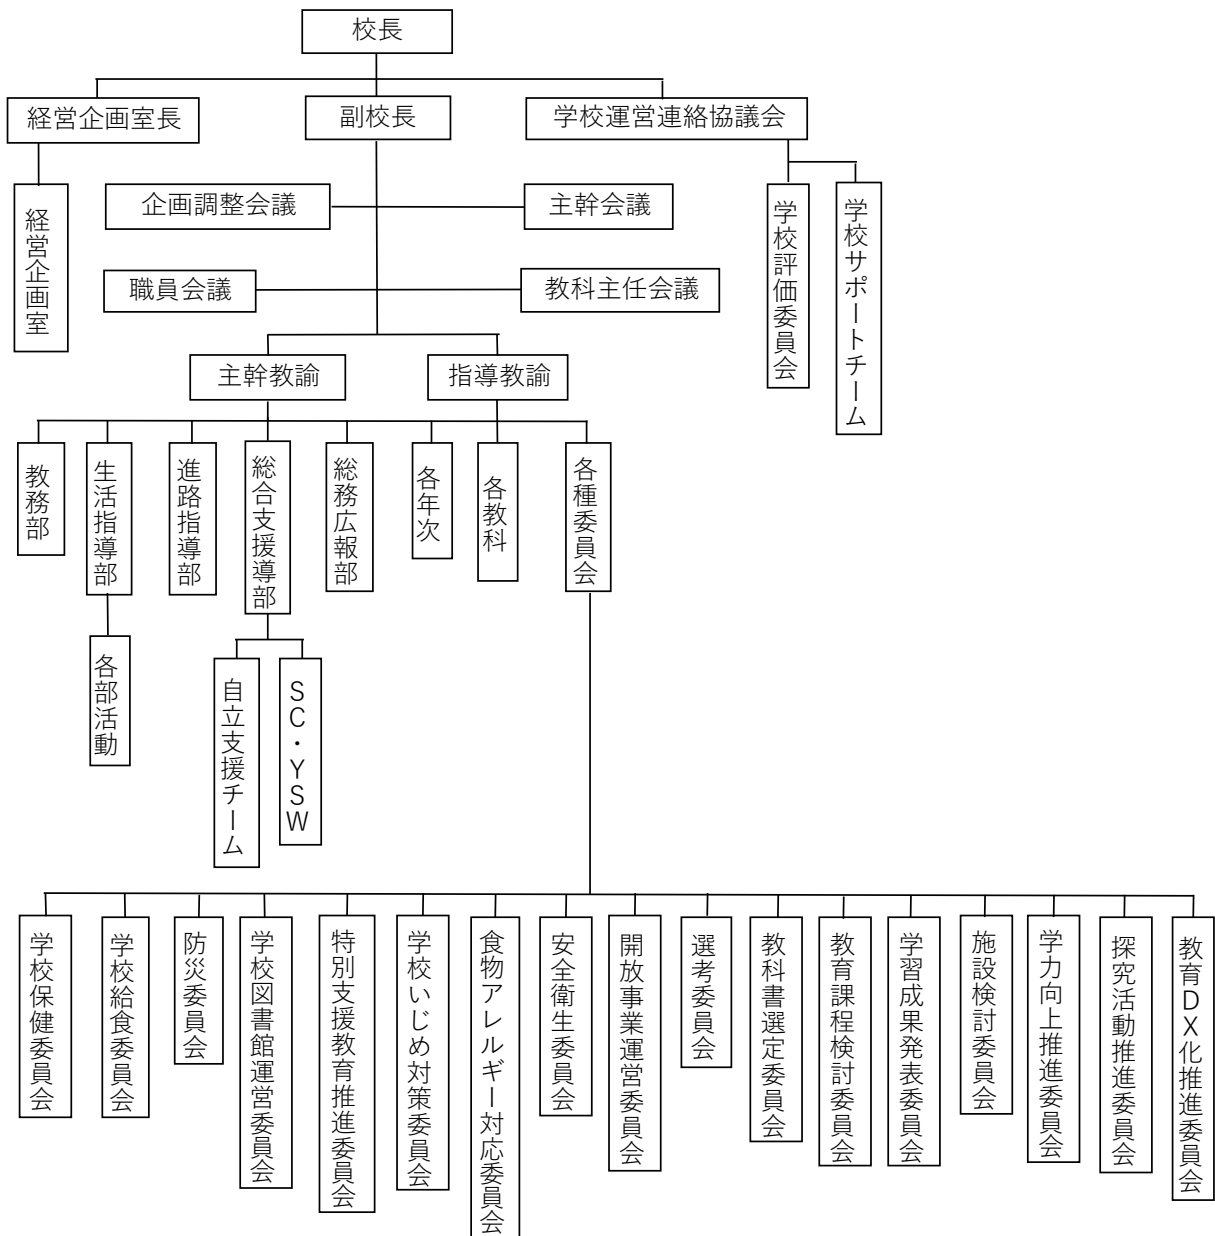 校長
経営企画室長
副校長
学校運営連絡協議会
経営企画室
企画調整会議
主幹会議
学校評価委員会
学校サポートチーム
職員会議
教科主任会議
主幹教諭
指導教諭
教務部
生活指導部
進路指導部
総合支援導部
総務広報部
各年次
各教科
各種委員会
各部活動
自立支援チーム
SC・YSW
学校保健委員会
学校給食委員会
防災委員会
学校図書館運営委員会
特別支援教育推進委員会
学校いじめ対策委員会
食物アレルギー対応委員会
安全衛生委員会
開放事業運営委員会
選考委員会
教科書選定委員会
教育課程検討委員会
学習成果発表委員会
施設検討委員会
学力向上推進委員会
探究活動推進委員会
教育DX化推進委員会